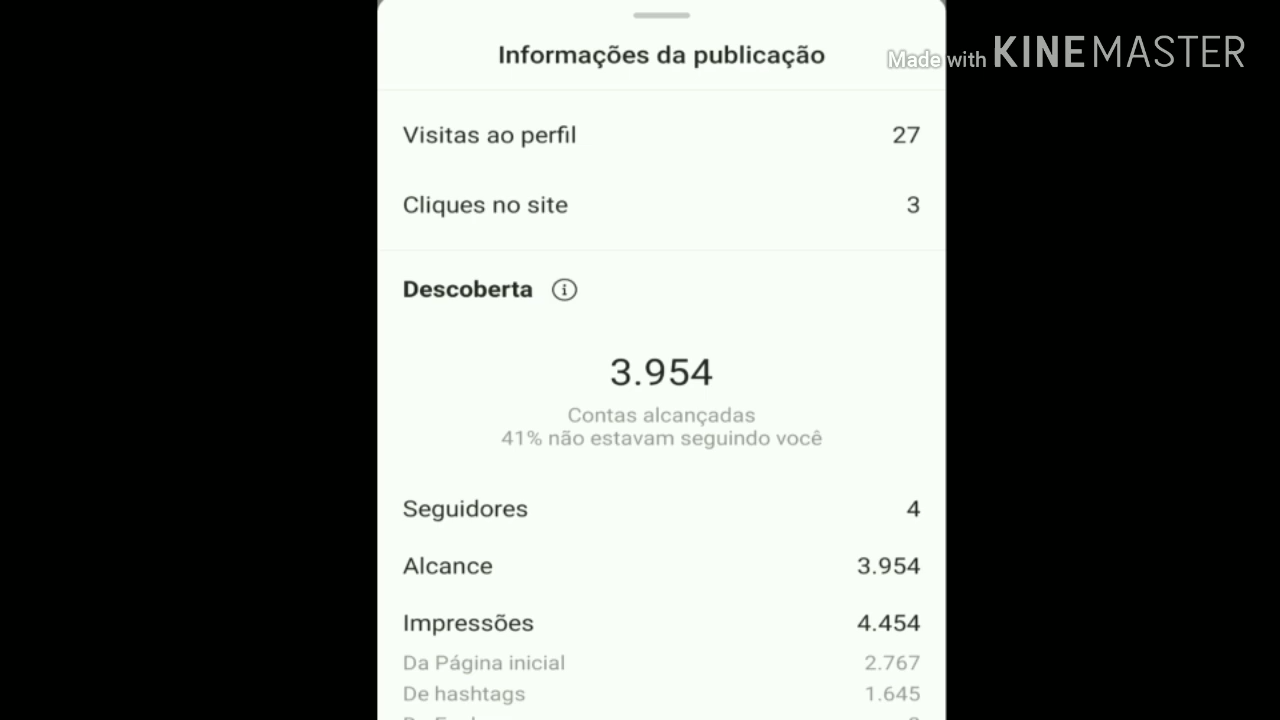 Informações da publicação
Made with KINEMASTER
Visitas ao perfil 27
Cliques no site 3
Descoberta
3.954
Contas alcançadas
41% não estavam seguindo você
Seguidores 4
Alcance 3.954
Impressões 4.454
Da Página inicial 2.767
De hashtags 1.645